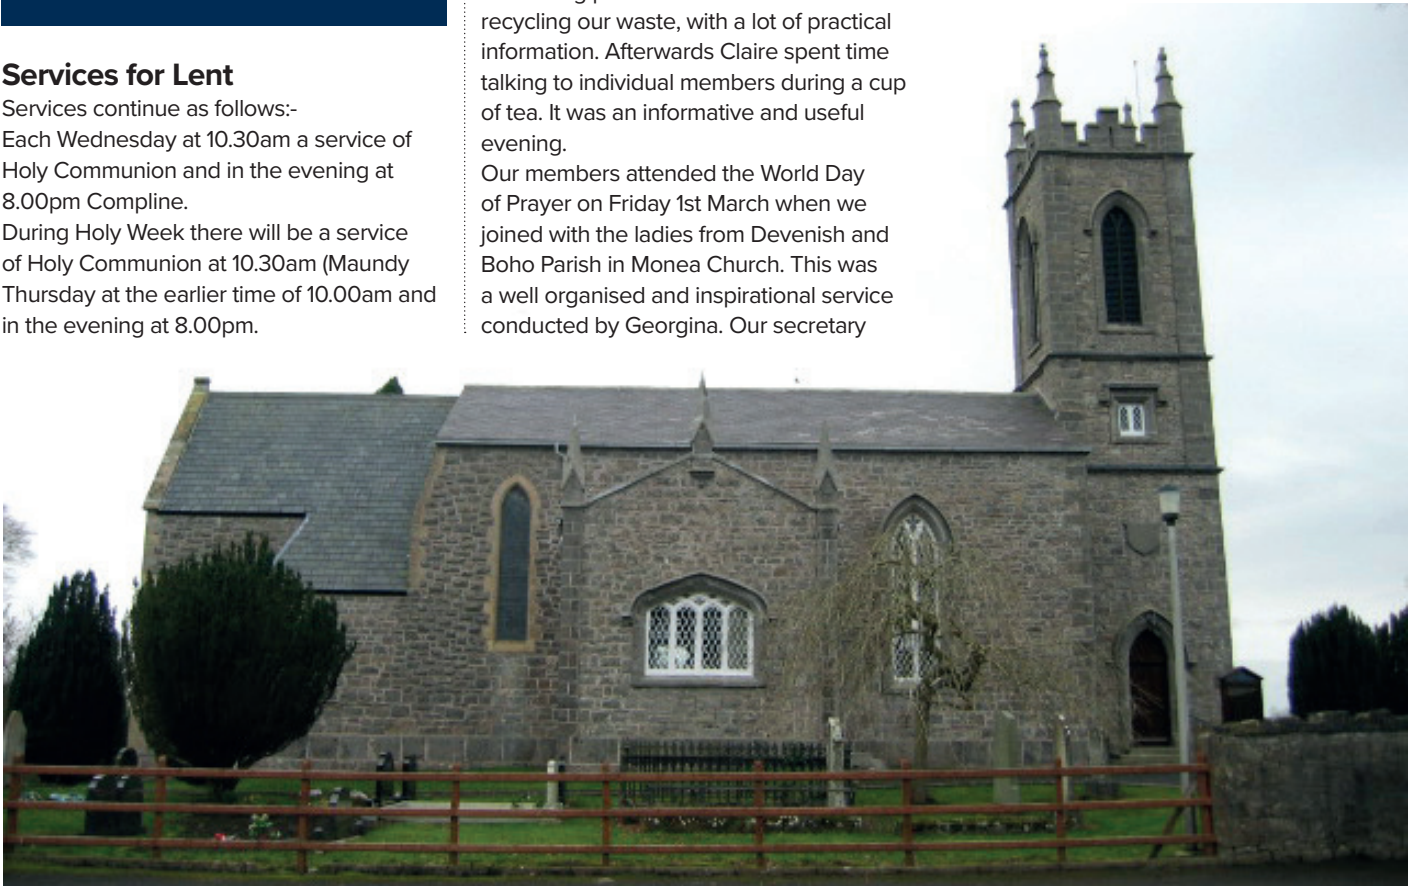 Services for Lent
Services continue as follows:-
Each Wednesday at 10.30am a service of
Holy Communion and in the evening at
8.00pm Compline.
During Holy Week there will be a service
of Holy Communion at 10.30am (Maundy
Thursday at the earlier time of 10.00am and
in the evening at 8.00pm.
recycling our waste, with a lot of practical
information. Afterwards Claire spent time
talking to individual members during a cup
of tea. It was an informative and useful
evening.
Our members attended the World Day
of Prayer on Friday 1st March when we
joined with the ladies from Devenish and
Boho Parish in Monea Church. This was
a well organised and inspirational service
conducted by Georgina. Our secretary